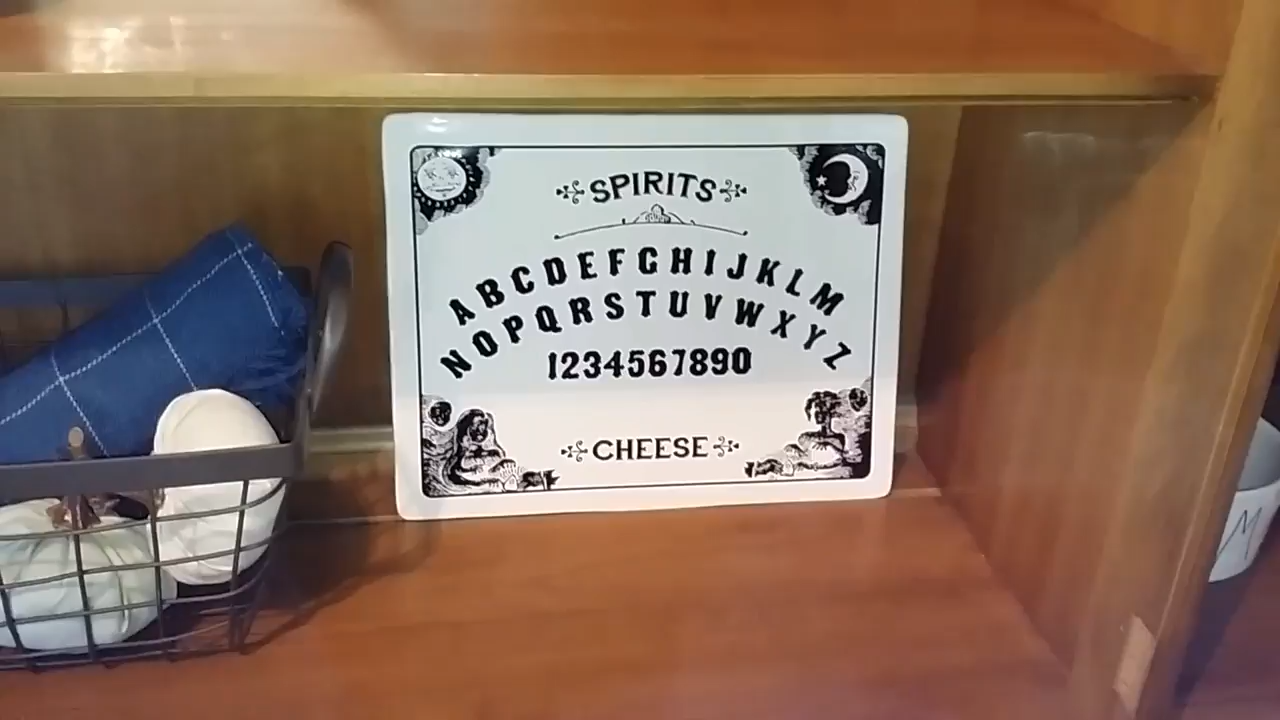 SPIRITS
ABCDEFGHIJKLM
NOPQRSTUVWXYZ
1234567890
CHEESE
M